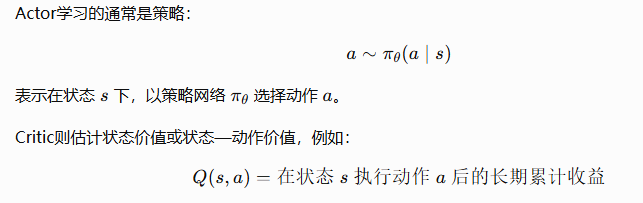 Actor学习的通常是策略：
a ∼ πθ(a | s)
表示在状态 s 下，以策略网络 πθ 选择动作 a。
Critic则估计状态价值或状态—动作价值，例如：
Q(s, a) = 在状态 s 执行动作 a 后的长期累计收益